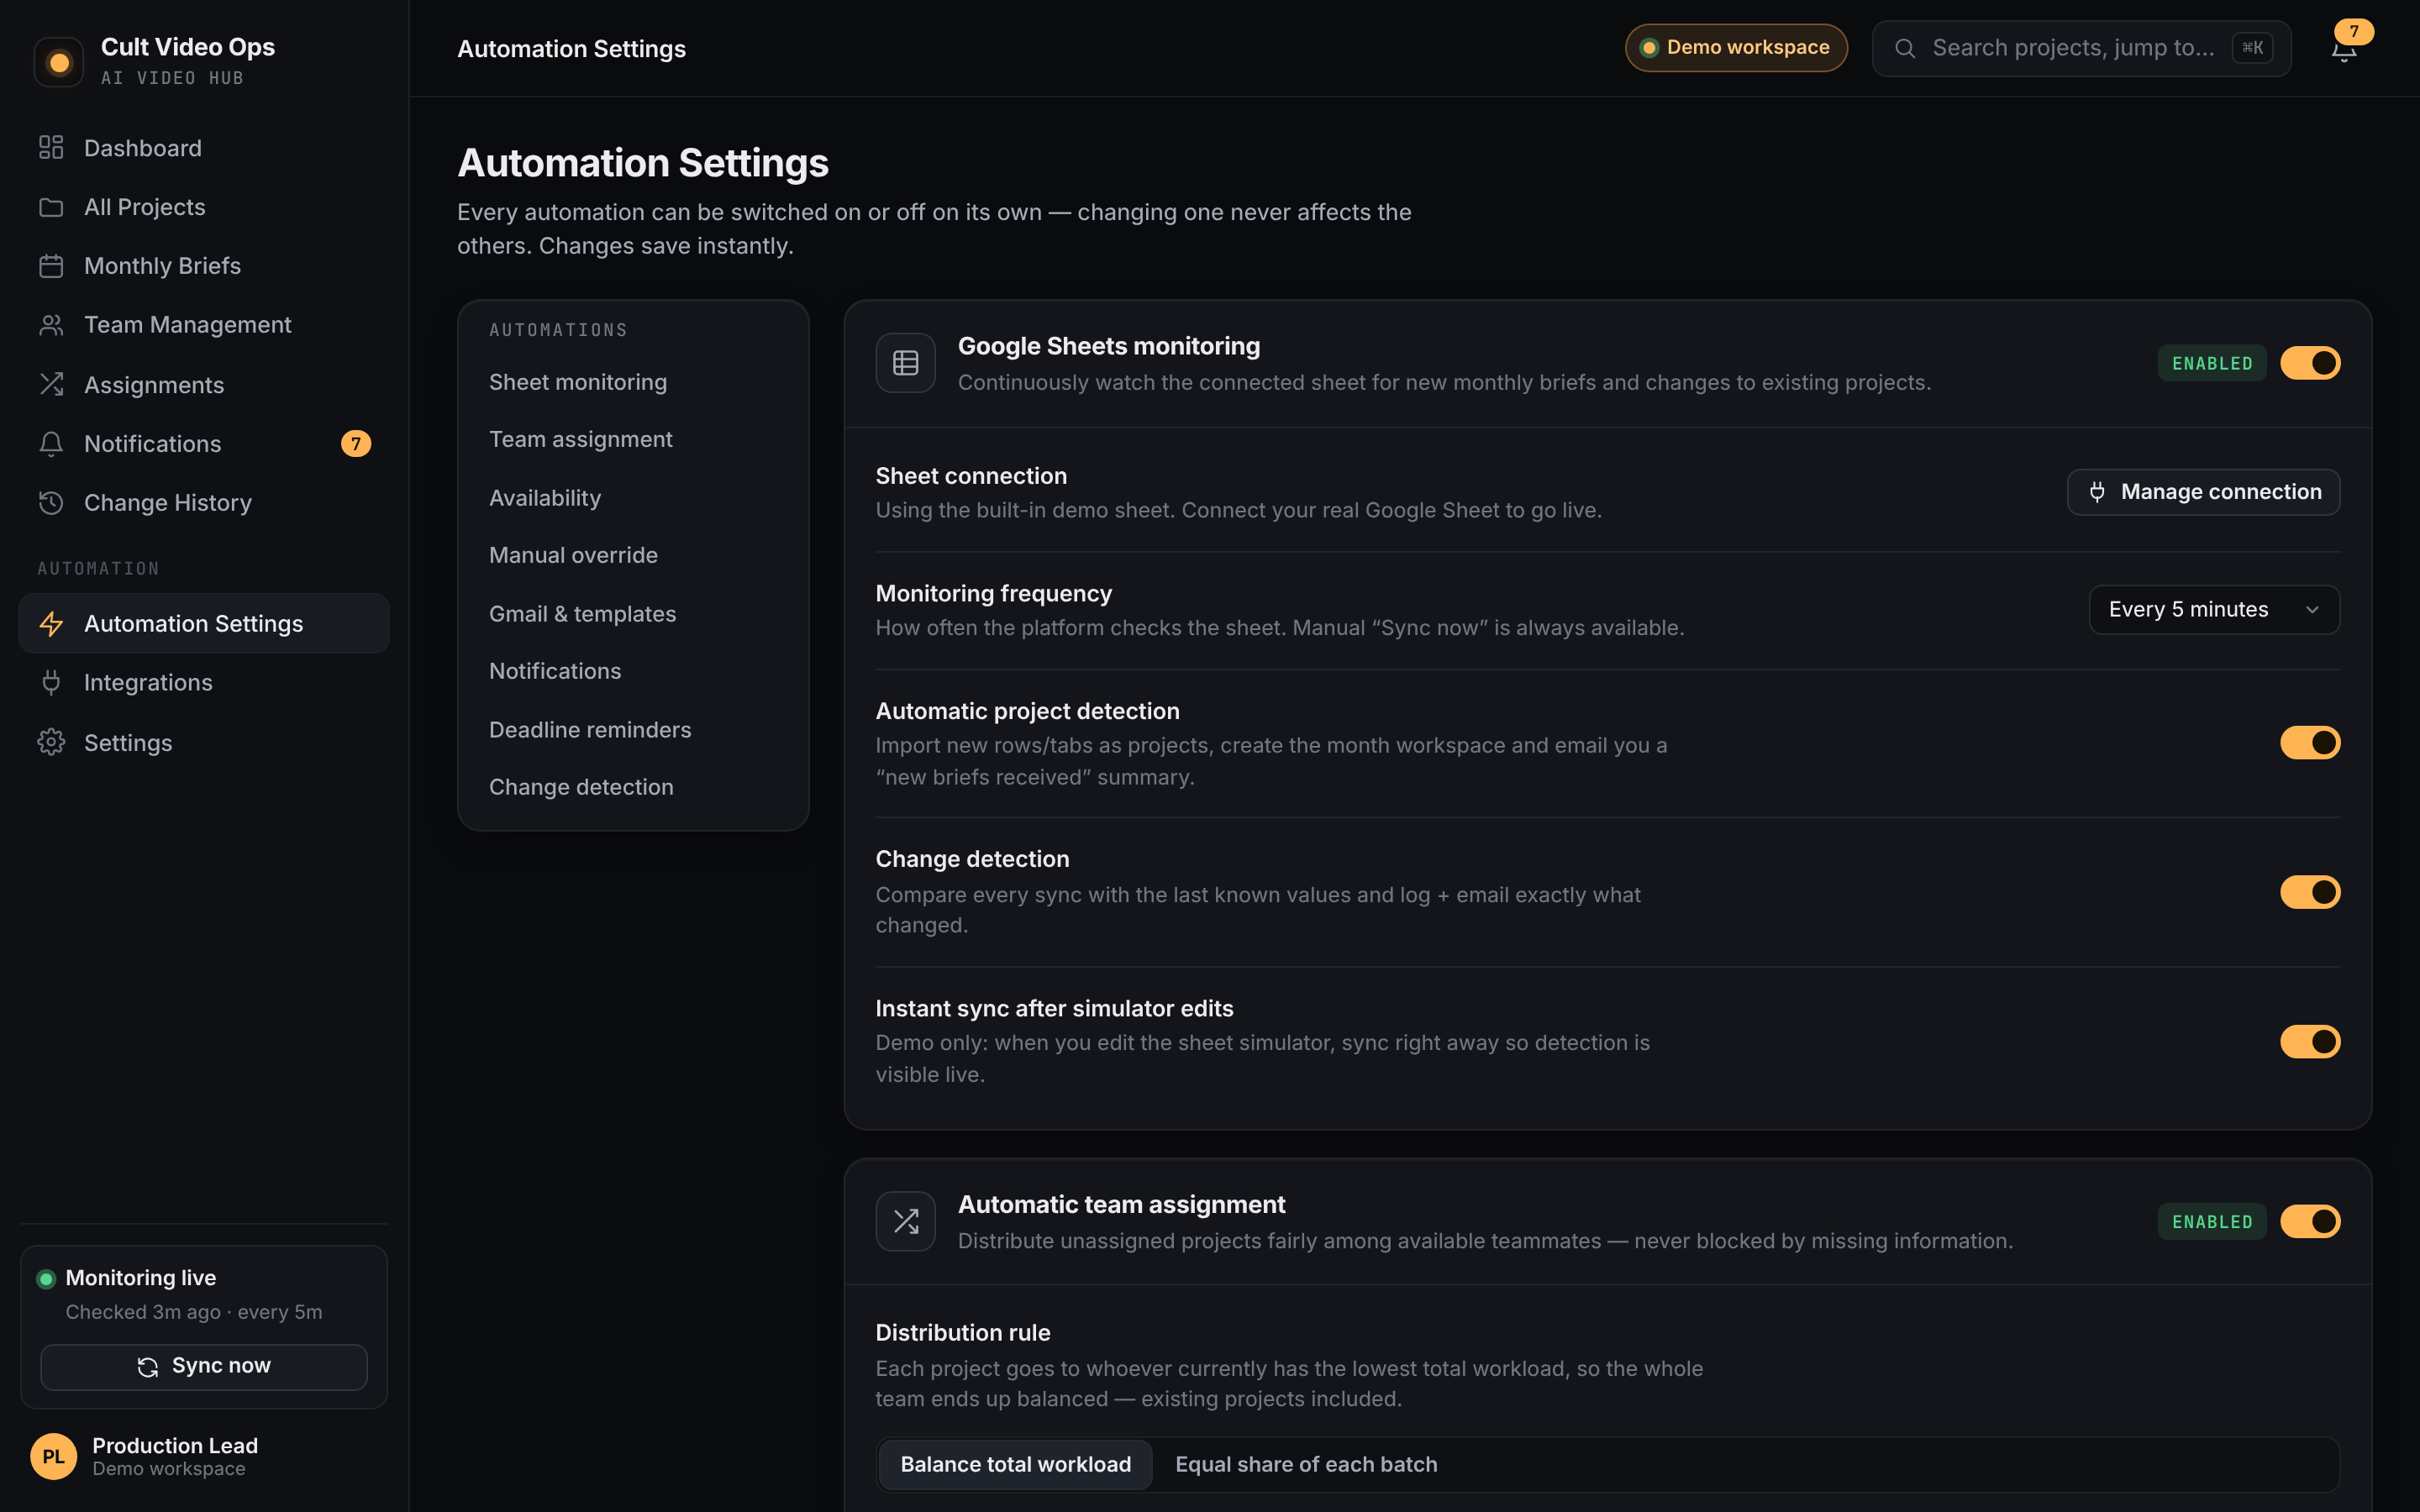 Cult Video Ops
AI VIDEO HUB
Dashboard
All Projects
Monthly Briefs
Team Management
Assignments
Notifications
7
Change History
AUTOMATION
Automation Settings
Integrations
Settings
Monitoring live
Checked 3m ago · every 5m
Sync now
PL
Production Lead
Demo workspace
Automation Settings
Demo workspace
Search projects, jump to...
⌘K
7
Automation Settings
Every automation can be switched on or off on its own — changing one never affects the
others. Changes save instantly.
AUTOMATIONS
Sheet monitoring
Team assignment
Availability
Manual override
Gmail & templates
Notifications
Deadline reminders
Change detection
Google Sheets monitoring
Continuously watch the connected sheet for new monthly briefs and changes to existing projects.
ENABLED
Sheet connection
Using the built-in demo sheet. Connect your real Google Sheet to go live.
Manage connection
Monitoring frequency
How often the platform checks the sheet. Manual “Sync now” is always available.
Every 5 minutes
Automatic project detection
Import new rows/tabs as projects, create the month workspace and email you a
“new briefs received” summary.
Change detection
Compare every sync with the last known values and log + email exactly what
changed.
Instant sync after simulator edits
Demo only: when you edit the sheet simulator, sync right away so detection is
visible live.
Automatic team assignment
Distribute unassigned projects fairly among available teammates — never blocked by missing information.
ENABLED
Distribution rule
Each project goes to whoever currently has the lowest total workload, so the whole
team ends up balanced — existing projects included.
Balance total workload
Equal share of each batch